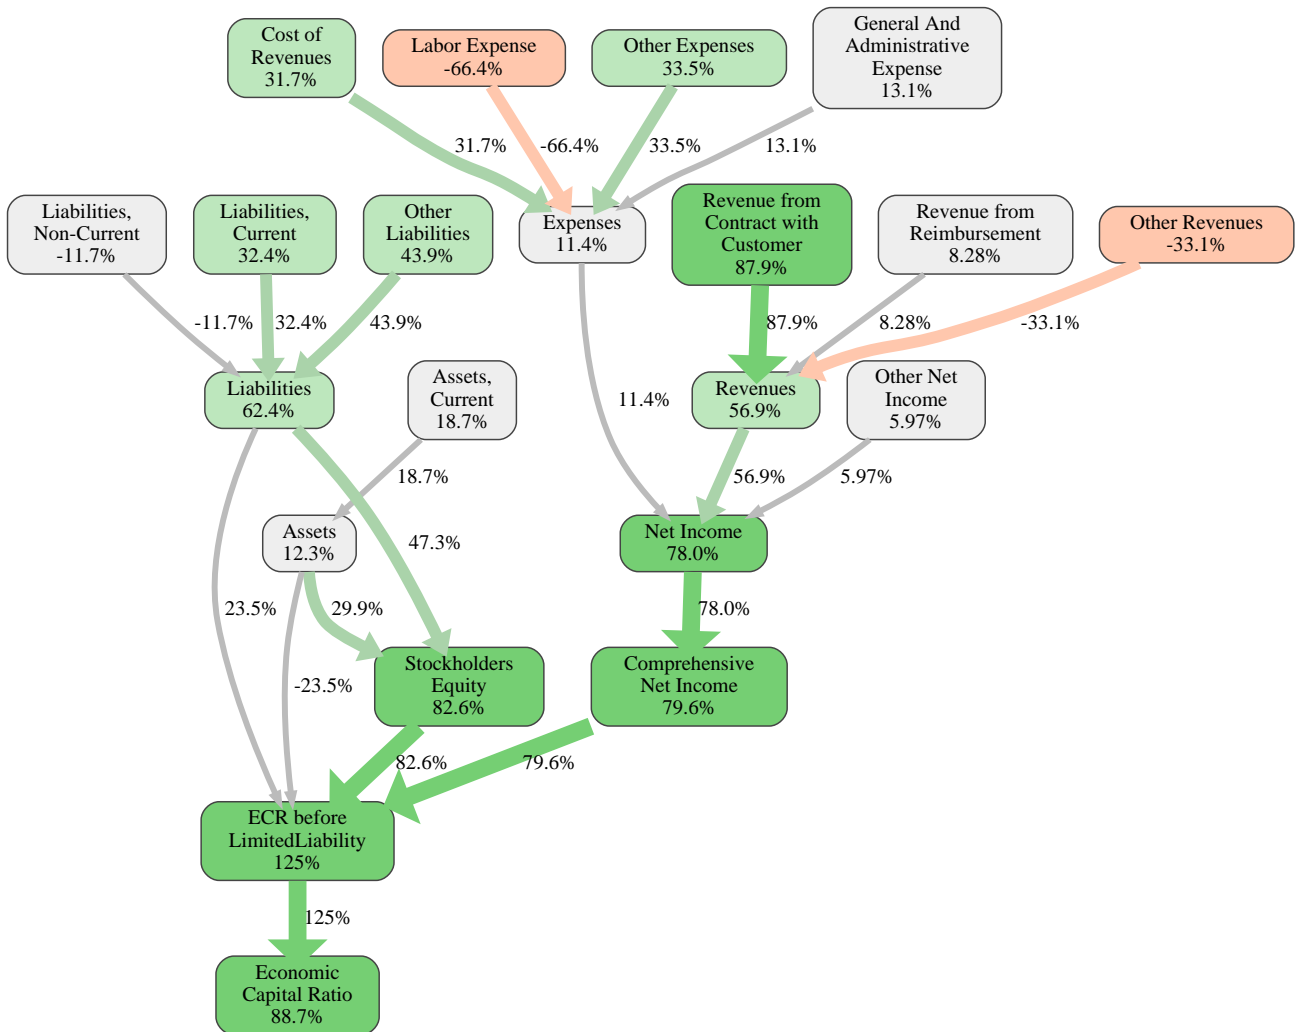 Cost of
Revenues
31.7%
Labor Expense
-66.4%
Other Expenses
33.5%
General And
Administrative
Expense
13.1%
31.7%
-66.4%
33.5%
13.1%
Liabilities,
Non-Current
-11.7%
Liabilities,
Current
32.4%
Other
Liabilities
43.9%
Expenses
11.4%
Revenue from
Contract with
Customer
87.9%
Revenue from
Reimbursement
8.28%
Other Revenues
-33.1%
-11.7%
32.4%
43.9%
87.9%
8.28%
-33.1%
Liabilities
62.4%
Assets,
Current
18.7%
11.4%
Revenues
56.9%
Other Net
Income
5.97%
18.7%
56.9%
5.97%
Assets
12.3%
47.3%
Net Income
78.0%
23.5%
29.9%
78.0%
-23.5%
Stockholders
Equity
82.6%
Comprehensive
Net Income
79.6%
82.6%
79.6%
ECR before
LimitedLiability
125%
125%
Economic
Capital Ratio
88.7%